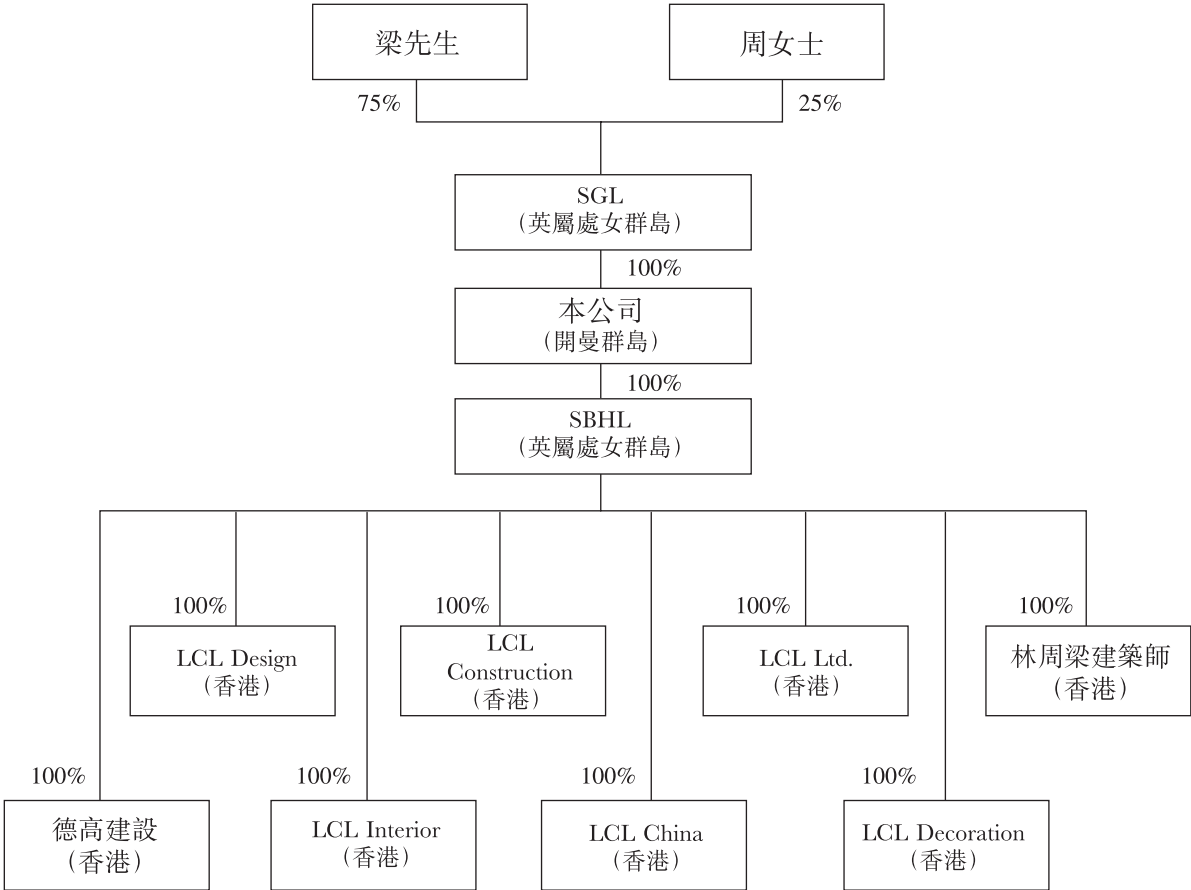 梁先生
周女士
75%
25%
SGL
(英屬處女群島)
100%
本公司
(開曼群島)
100%
SBHL
(英屬處女群島)
100%
100%
100%
100%
LCL Design
(香港)
LCL
Construction
(香港)
LCL Ltd.
(香港)
林周梁建築師
(香港)
100%
100%
100%
100%
德高建設
(香港)
LCL Interior
(香港)
LCL China
(香港)
LCL Decoration
(香港)